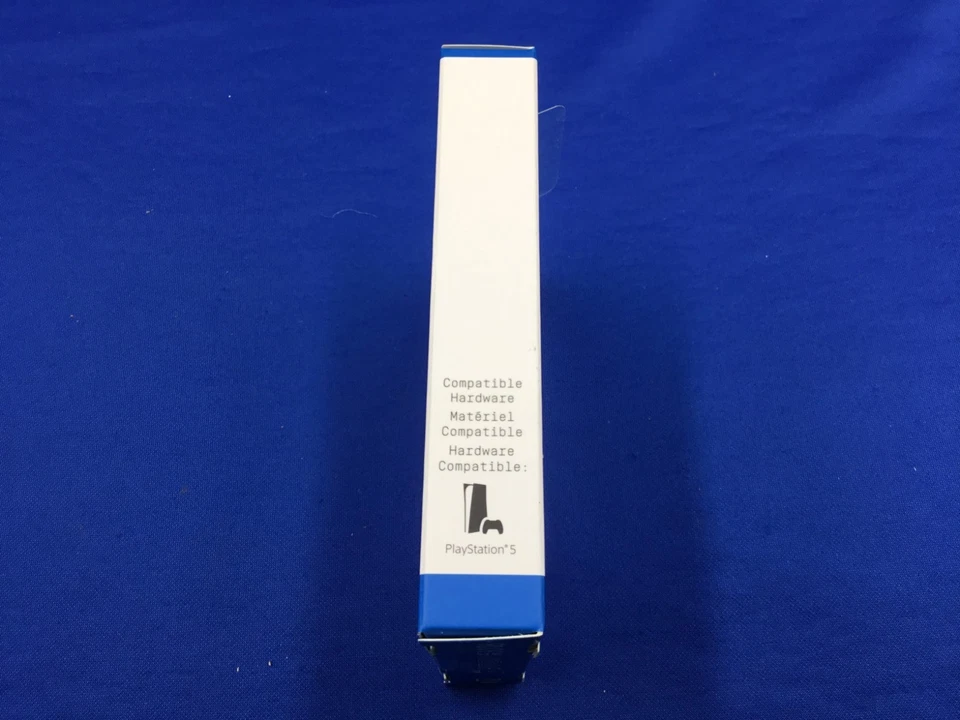 Compatible
Hardware
Matériel
Compatible
Hardware
Compatible:
PlayStation®5